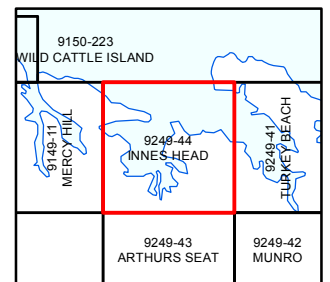 9150-223
WILD CATTLE ISLAND
9149-11
MERCY HILL
9249-44
INNES HEAD
9249-41
TURKEY BEACH
9249-43
ARTHURS SEAT
9249-42
MUNRO